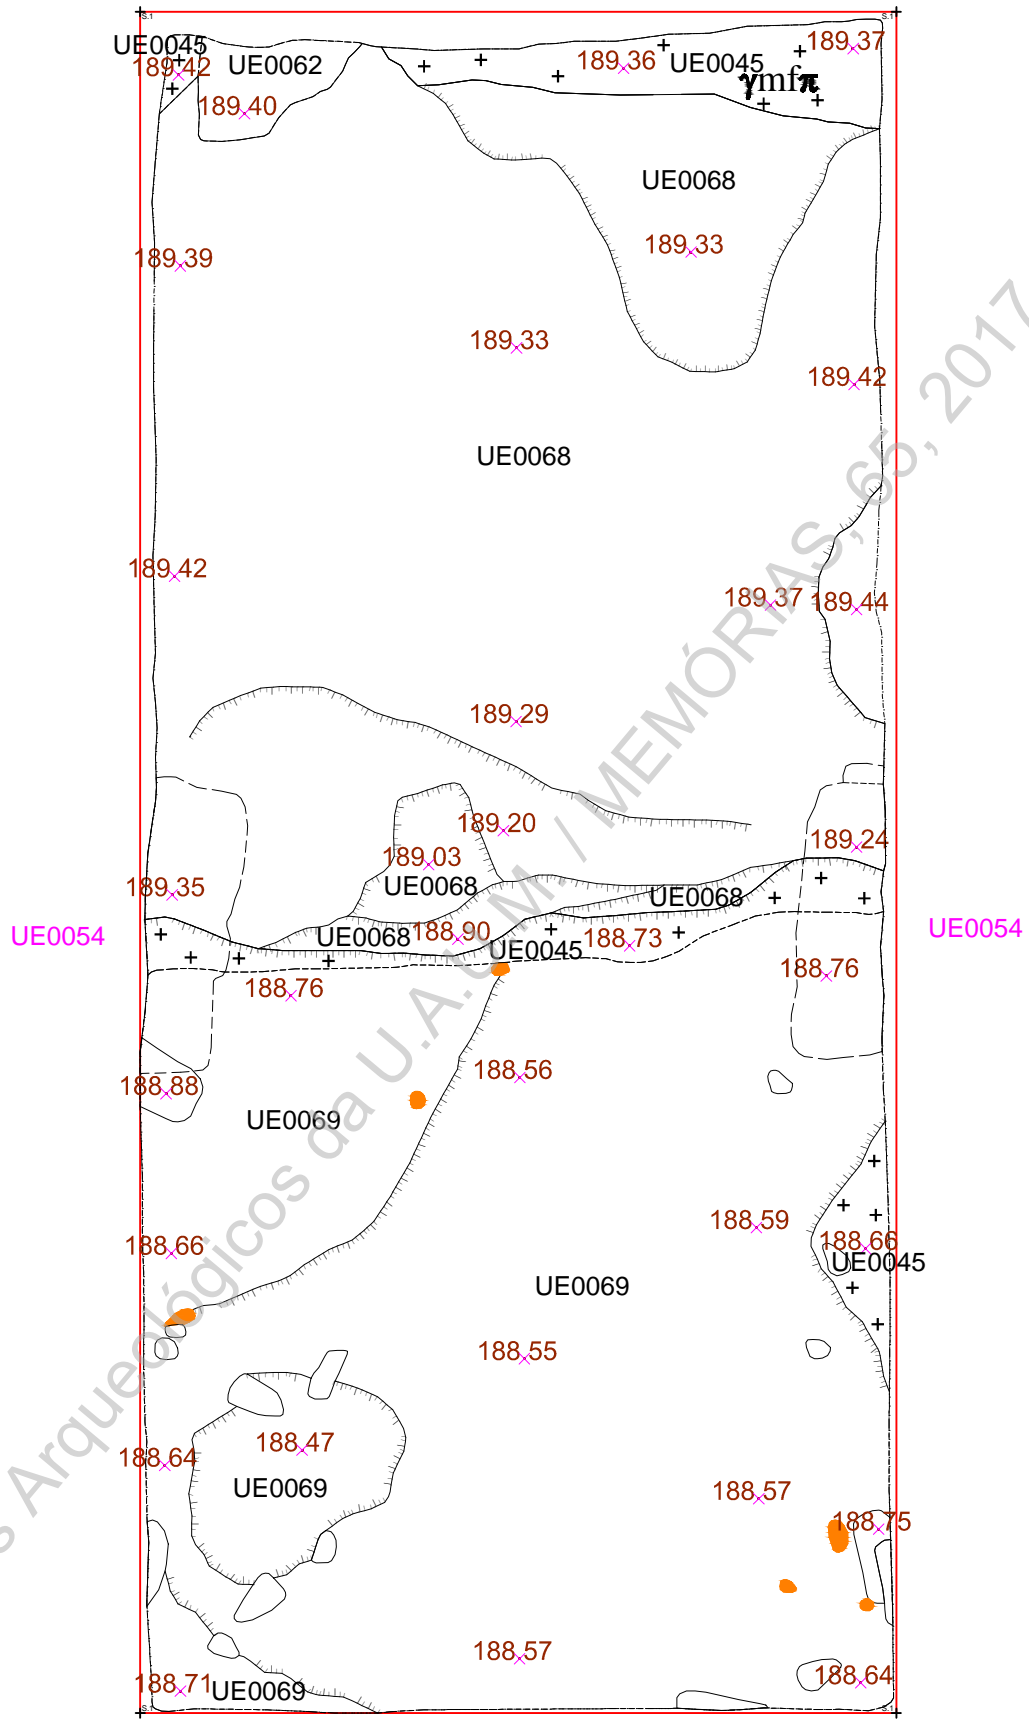 S.1
S.1
UE0045
189.42
UE0062
189.40
189.36
UE0045
189.37
γmfπ
UE0068
189.39
189.33
189.33
189.42
UE0068
189.42
189.37
189.44
189.29
189.20
189.03
189.24
UE0068
189.35
UE0068
UE0054
UE0068
188.90
UE0045
188.73
UE0054
188.76
188.76
188.88
188.56
UE0069
188.66
188.59
188.66
UE0045
UE0069
188.55
188.64
188.47
UE0069
188.57
188.75
188.57
188.71
UE0069
188.64
S.1
S.1
s Arqueológicos da U.A.U.M. / MEMÓRIAS, 65, 2017